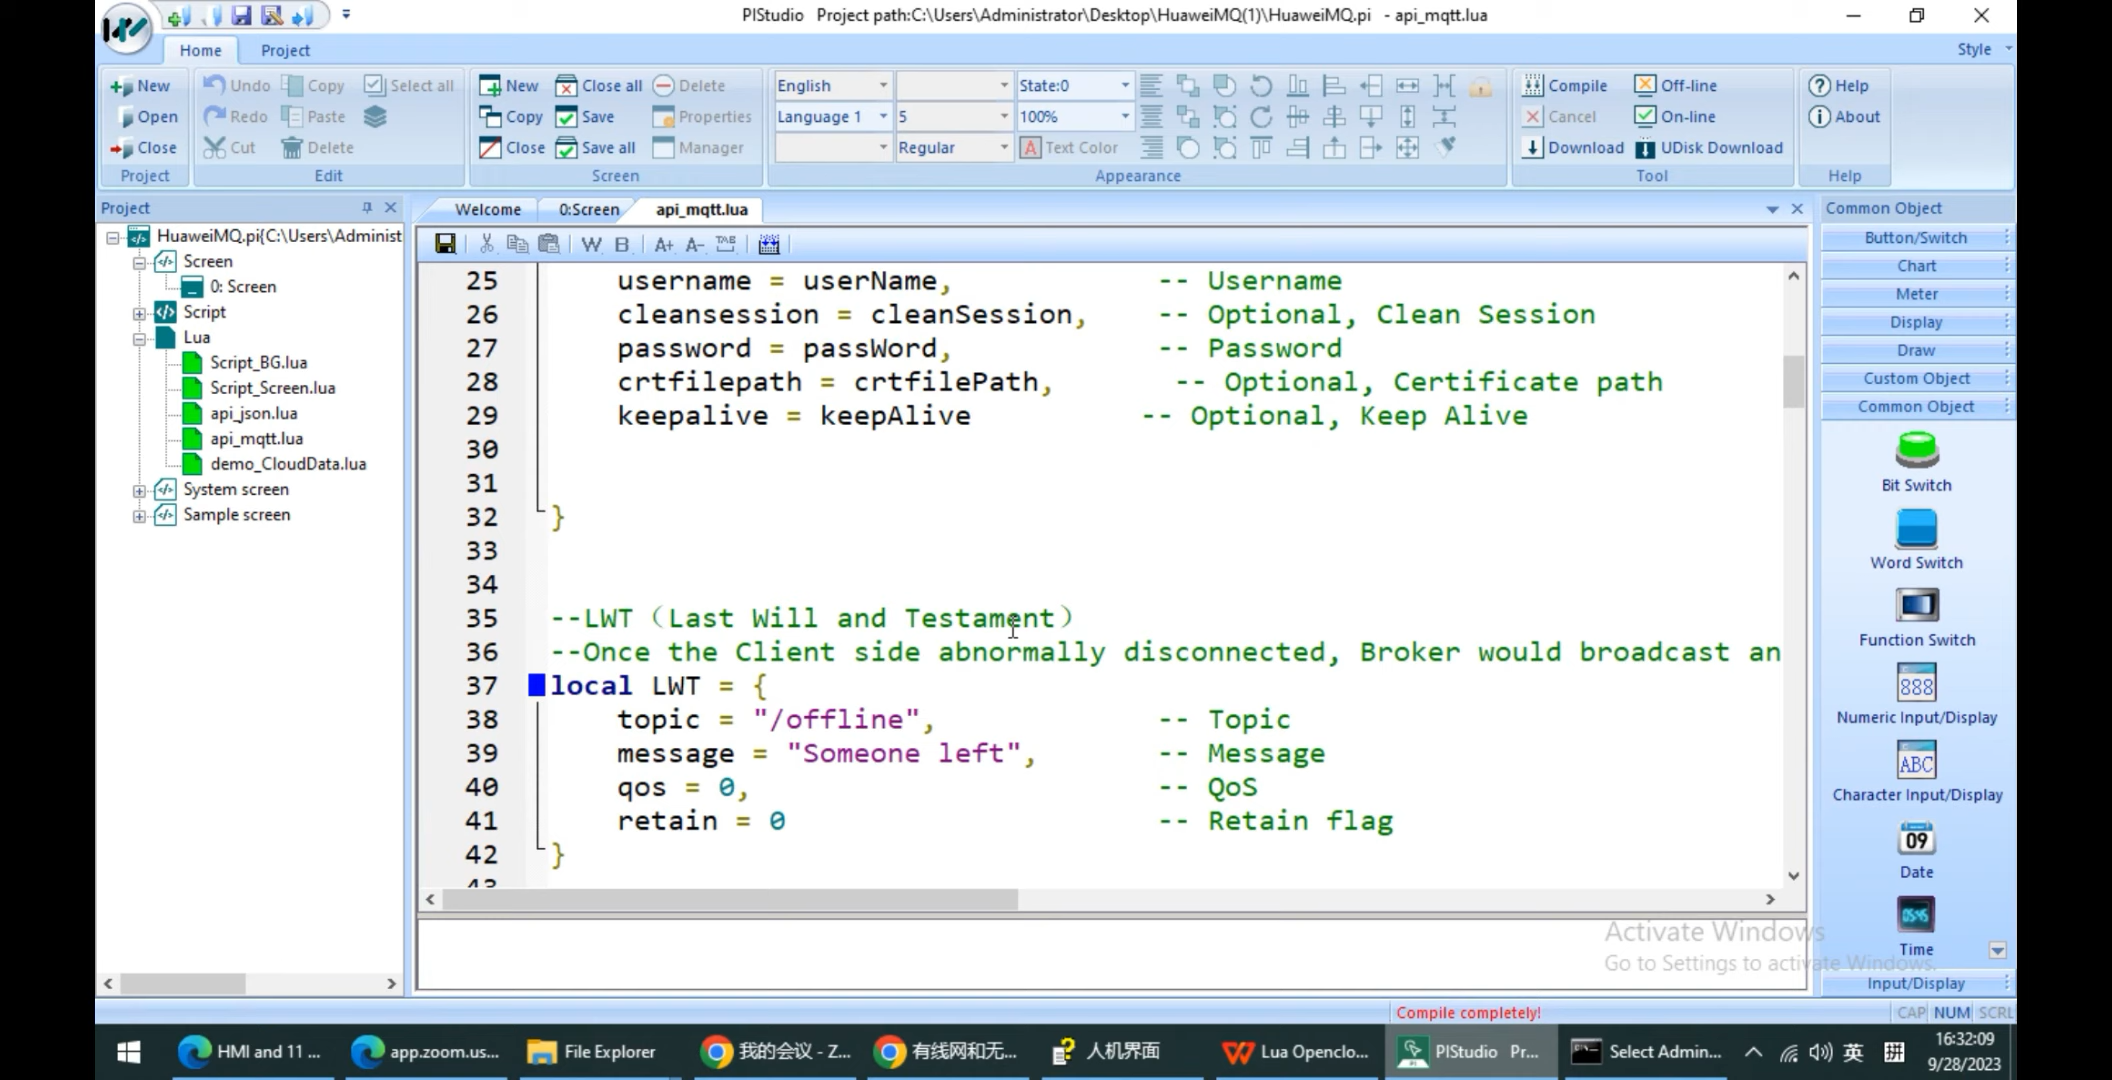 PIStudio Project path:C:\Users\Administrator\Desktop\HuaweiMQ(1)\HuaweiMQ.pi - api_mqtt.lua
Home Project Style
New Undo Copy Select all New Close all Delete English State:0 Compile Off-line Help
Open Redo Paste Copy Save Properties Language 1 5 100% Cancel On-line About
Close Cut Delete Close Save all Manager Regular Text Color Download UDisk Download
Project Edit Screen Appearance Tool Help
Project
HuaweiMQ.pi{C:\Users\Administ
Screen
0: Screen
Script
Lua
Script_BG.lua
Script_Screen.lua
api_json.lua
api_mqtt.lua
demo_CloudData.lua
System screen
Sample screen
Welcome 0:Screen api_mqtt.lua
W B A+ A- TAB
25 username = userName, -- Username
26 cleansession = cleanSession, -- Optional, Clean Session
27 password = passWord, -- Password
28 crtfilepath = crtfilePath, -- Optional, Certificate path
29 keepalive = keepAlive -- Optional, Keep Alive
30
31
32 }
33
34
35 --LWT（Last Will and Testament）
36 --Once the Client side abnormally disconnected, Broker would broadcast an
37 local LWT = {
38 topic = "/offline", -- Topic
39 message = "Someone left", -- Message
40 qos = 0, -- QoS
41 retain = 0 -- Retain flag
42 }
43
Common Object
Button/Switch
Chart
Meter
Display
Draw
Custom Object
Common Object
Bit Switch
Word Switch
Function Switch
888
Numeric Input/Display
ABC
Character Input/Display
09
Date
05:45
Time
Input/Display
Activate Windows
Go to Settings to activate Windows.
Compile completely! CAP NUM SCRL
HMI and 11 ... app.zoom.us... File Explorer 我的会议 - Z... 有线网和无... 人机界面 Lua Openclo... PIStudio Pr... Select Admin... 英 拼 16:32:09
9/28/2023